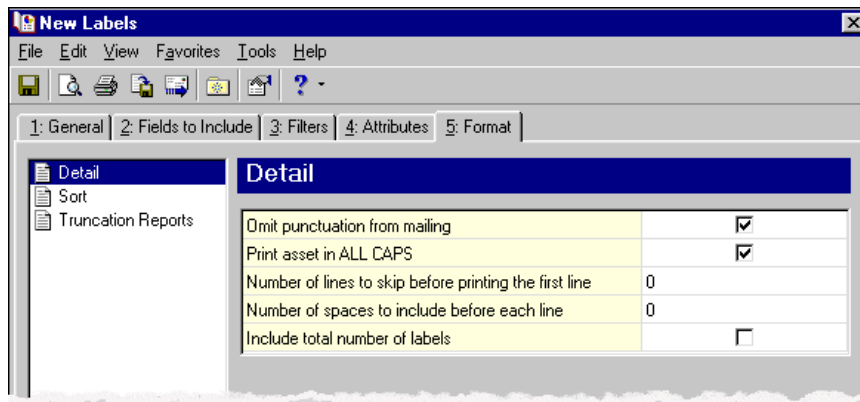 New Labels
File Edit View Favorites Tools Help
?
1: General 2: Fields to Include 3: Filters 4: Attributes 5: Format
Detail
Sort
Truncation Reports
Detail
Omit punctuation from mailing
Print asset in ALL CAPS
Number of lines to skip before printing the first line 0
Number of spaces to include before each line 0
Include total number of labels